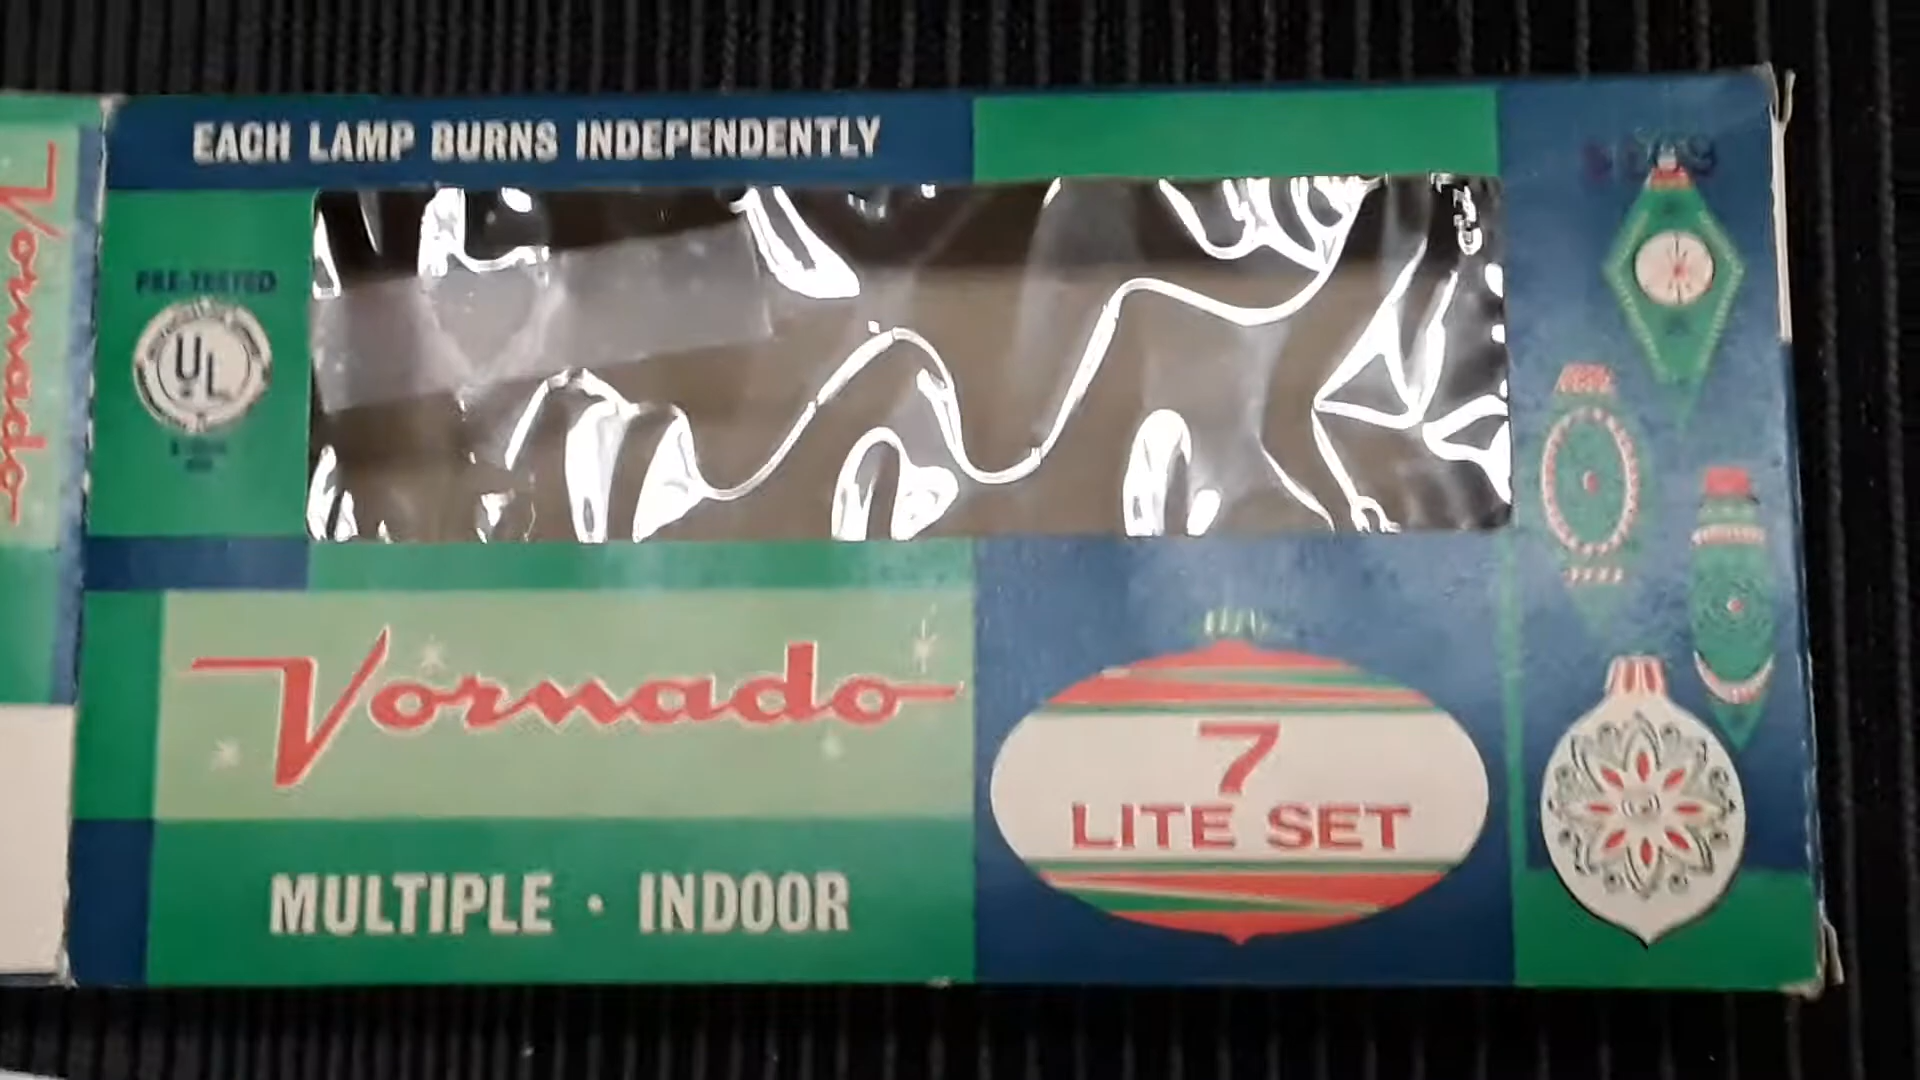 EACH LAMP BURNS INDEPENDENTLY
PRE-TESTED
UL
Vornado
Vornado
7
LITE SET
MULTIPLE · INDOOR